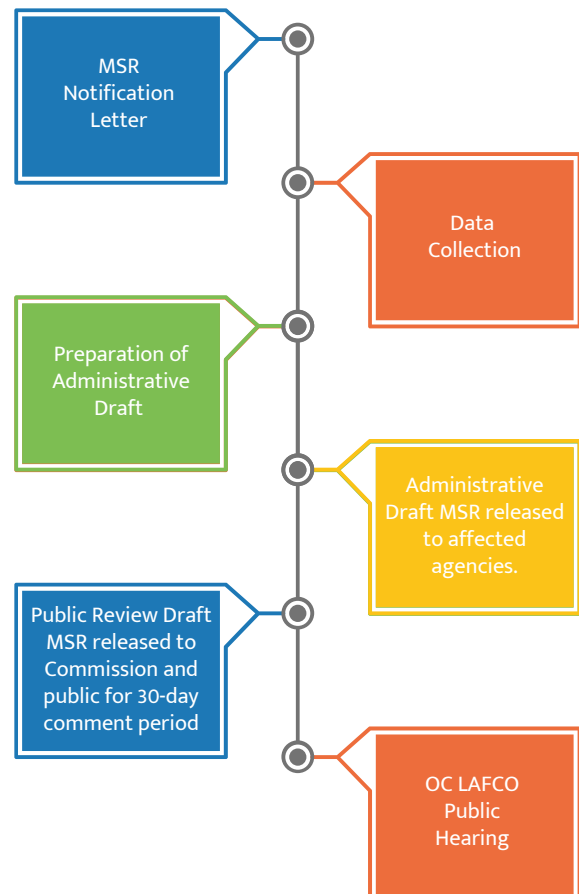 MSR
Notification
Letter
Data
Collection
Preparation of
Administrative
Draft
Administrative
Draft MSR released
to affected
agencies.
Public Review Draft
MSR released to
Commission and
public for 30-day
comment period
OC LAFCO
Public
Hearing